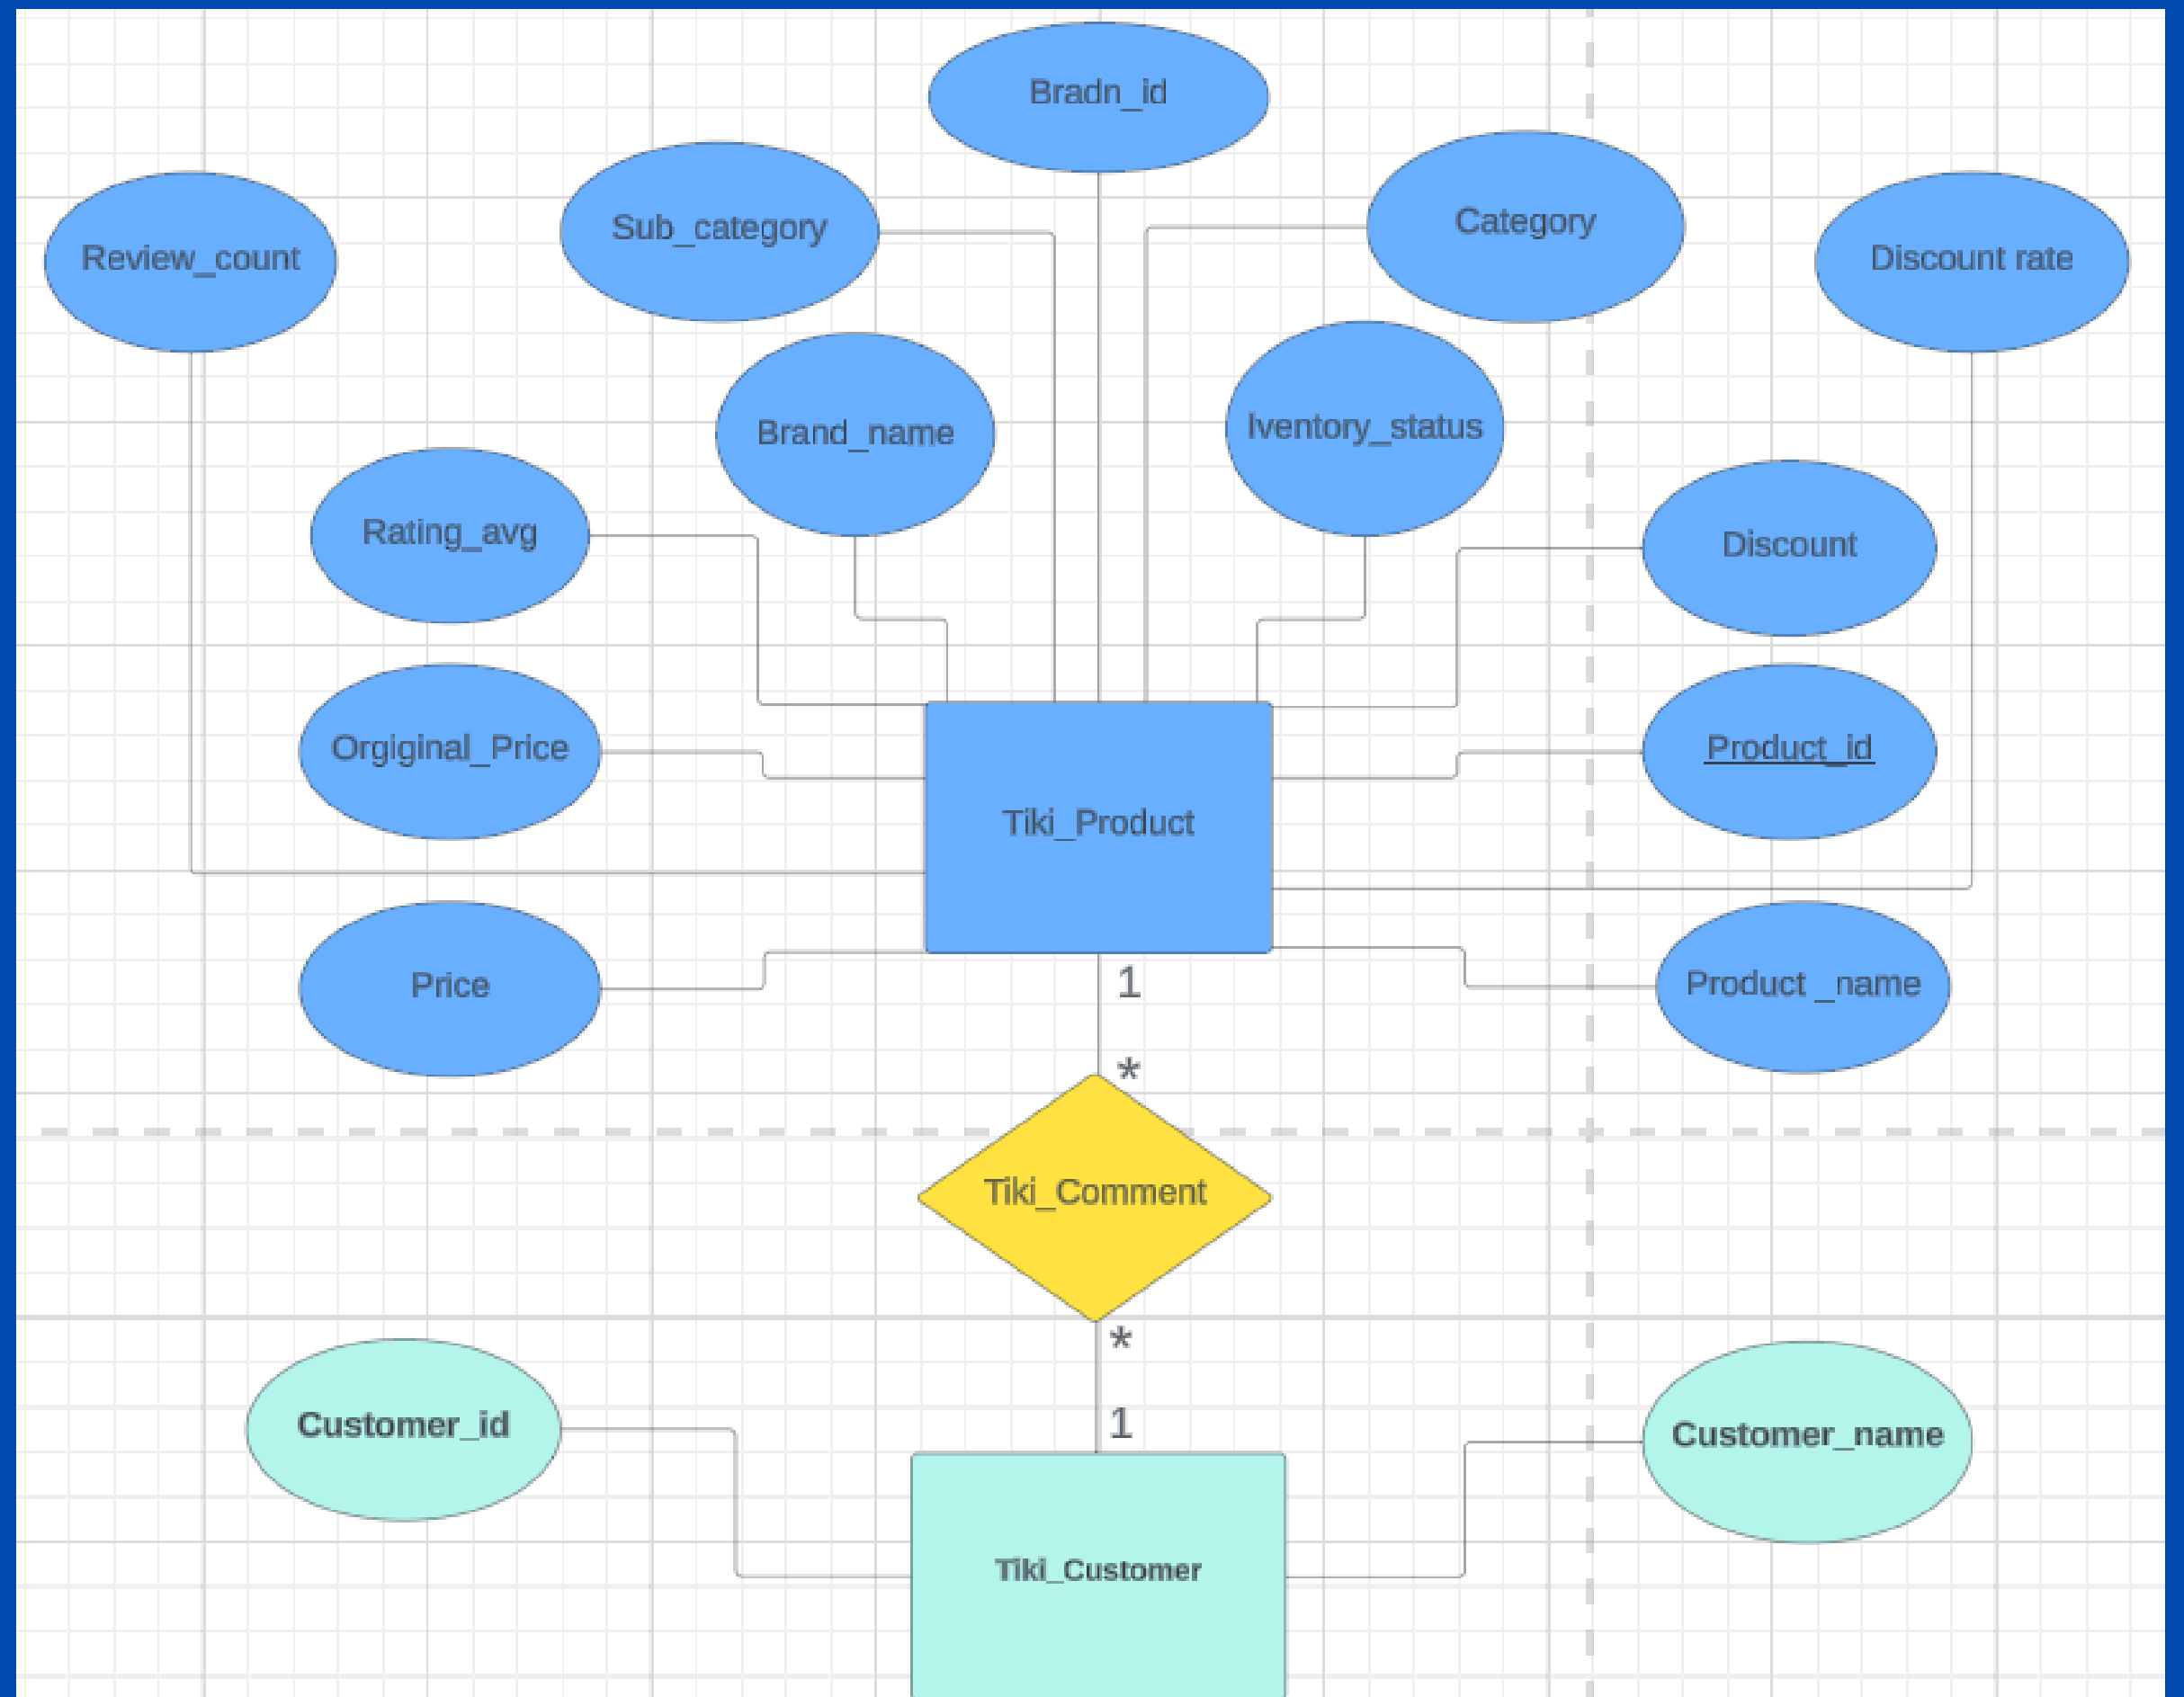 Bradn_id
Sub_category
Category
Review_count
Discount rate
Brand_name
Iventory_status
Rating_avg
Discount
Orgiginal_Price
Product_id
Tiki_Product
Price
Product _name
1
*
Tiki_Comment
*
1
Customer_id
Customer_name
Tiki_Customer